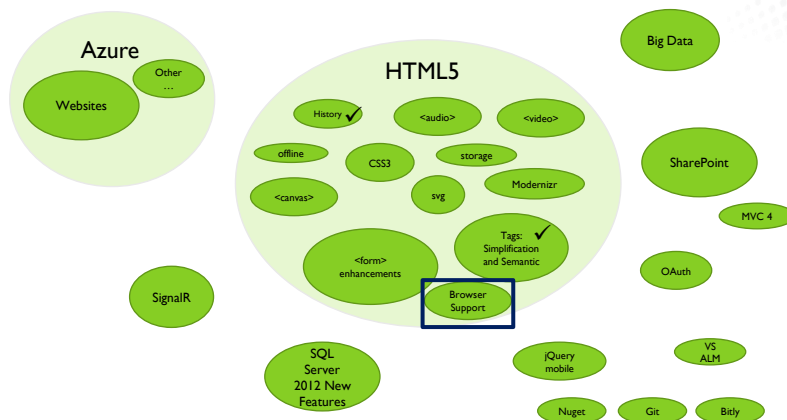 Azure
Other
…
Websites
HTML5
History ✓
<audio>
<video>
offline
CSS3
storage
<canvas>
svg
Modernizr
<form>
enhancements
Tags: ✓
Simplification
and Semantic
Browser
Support
Big Data
SharePoint
MVC 4
OAuth
SignalR
SQL
Server
2012 New
Features
jQuery
mobile
VS
ALM
Nuget
Git
Bitly